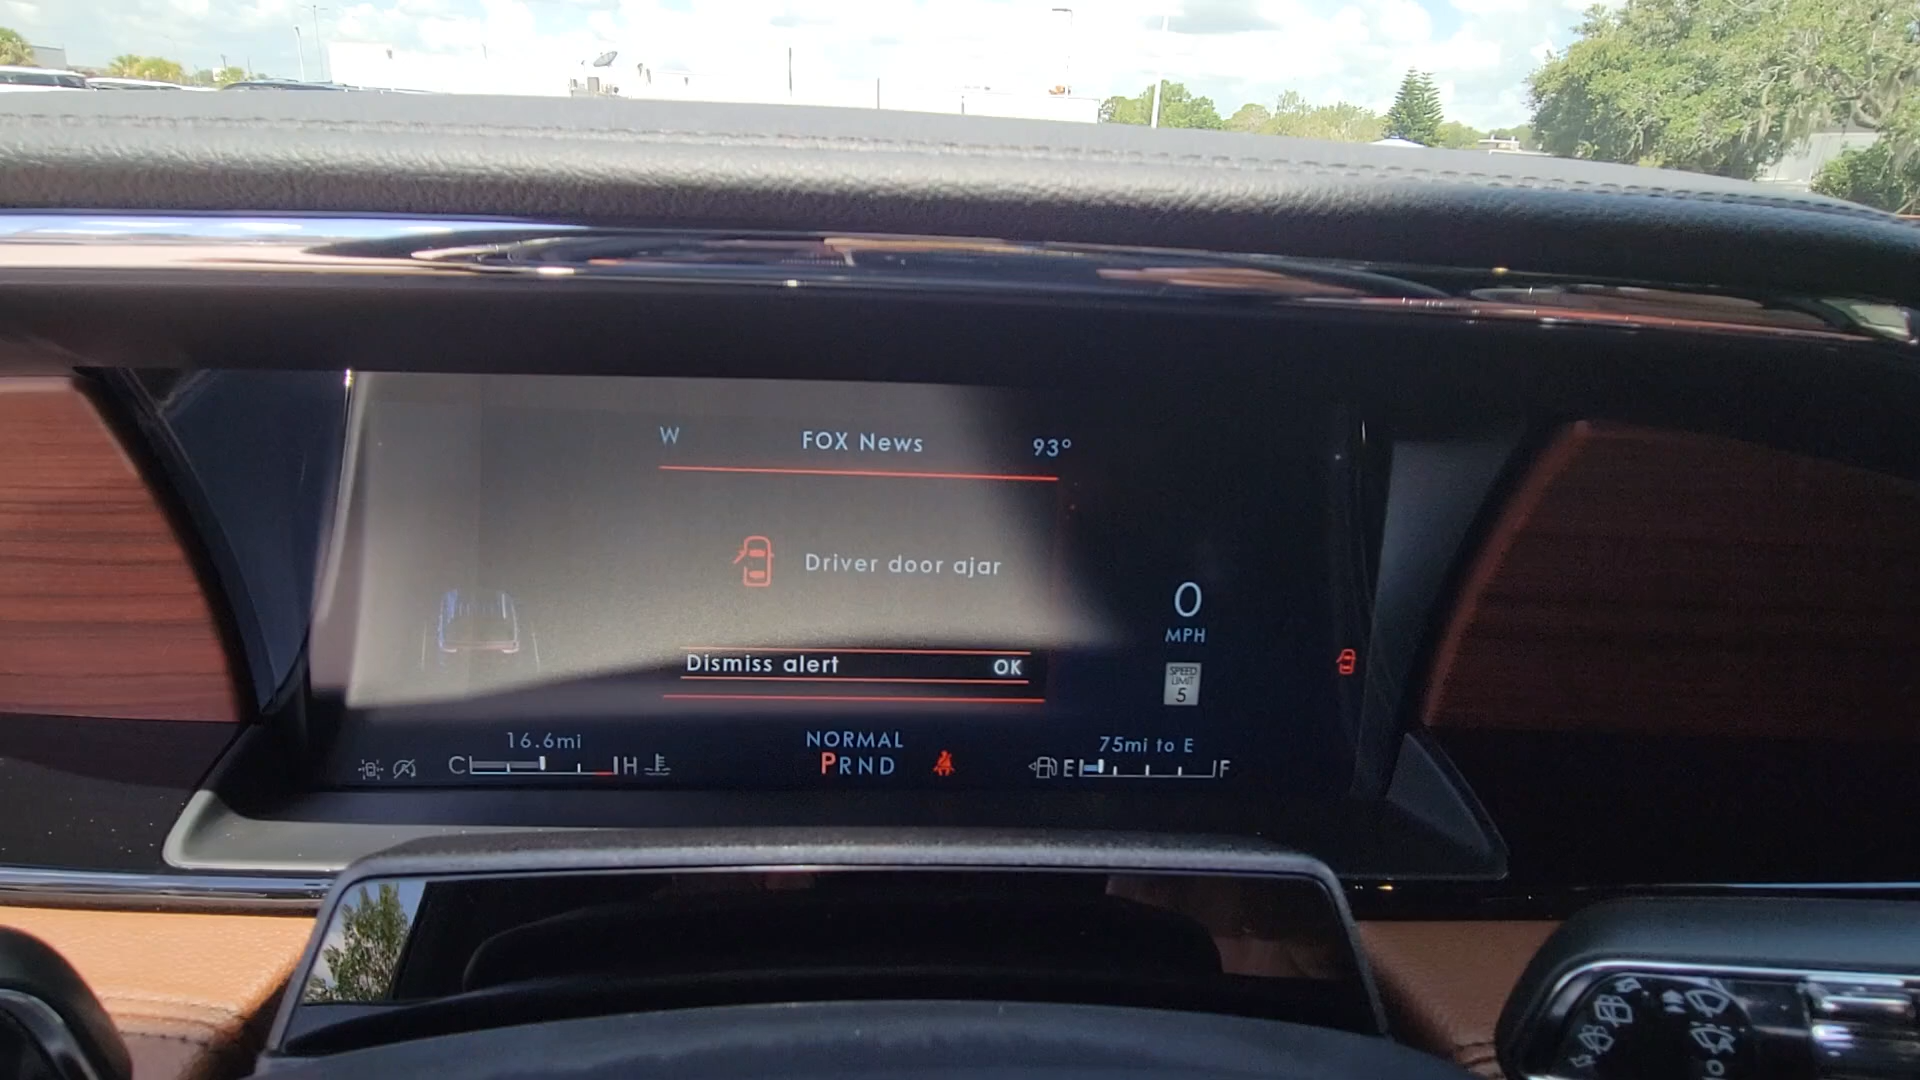 W FOX News 93°
Driver door ajar
0
MPH
Dismiss alert OK
SPEED
LIMIT
5
16.6mi NORMAL 75mi to E
C H PRND E F